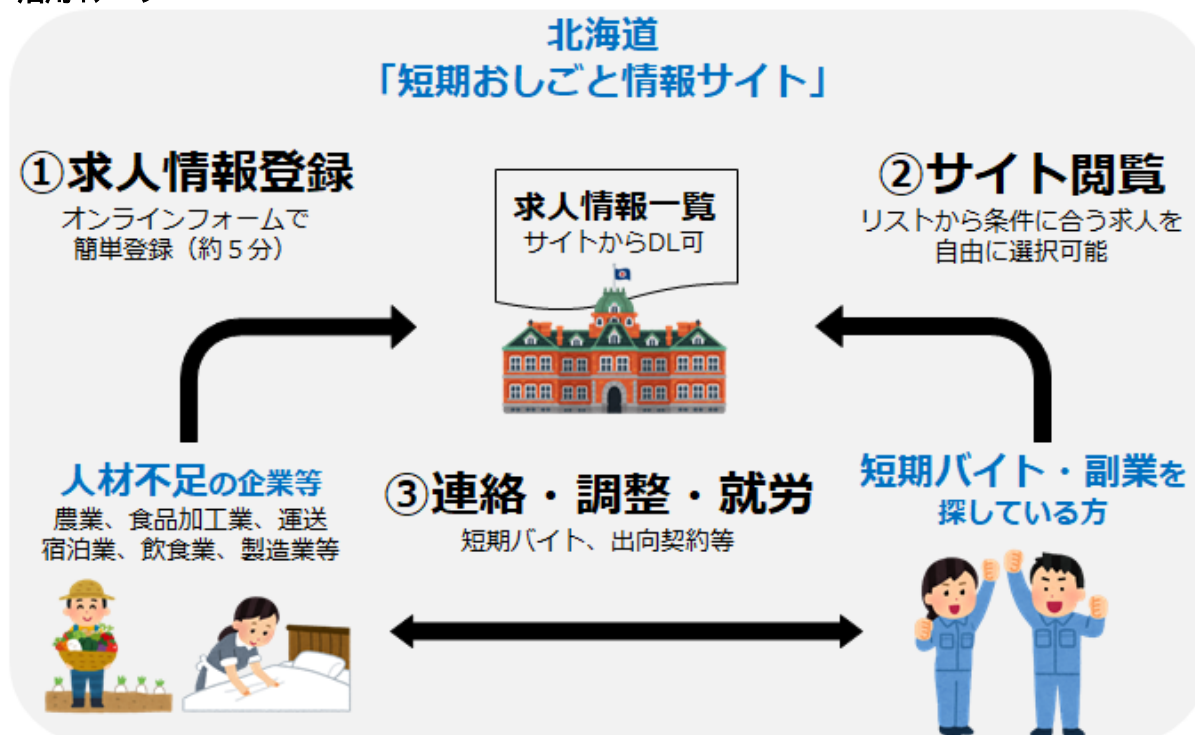 北海道
「短期おしごと情報サイト」
①求人情報登録
オンラインフォームで
簡単登録(約5分)
求人情報一覧
サイトからDL可
②サイト閲覧
リストから条件に合う求人を
自由に選択可能
人材不足の企業等
農業、食品加工業、運送
宿泊業、飲食業、製造業等
③連絡・調整・就労
短期バイト、出向契約等
短期バイト・副業を
探している方